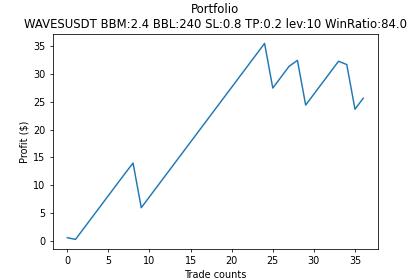 Portfolio
WAVESUSDT BBM:2.4 BBL:240 SL:0.8 TP:0.2 lev:10 WinRatio:84.0
Profit ($)
35
30
25
20
15
10
5
0
0 5 10 15 20 25 30 35
Trade counts